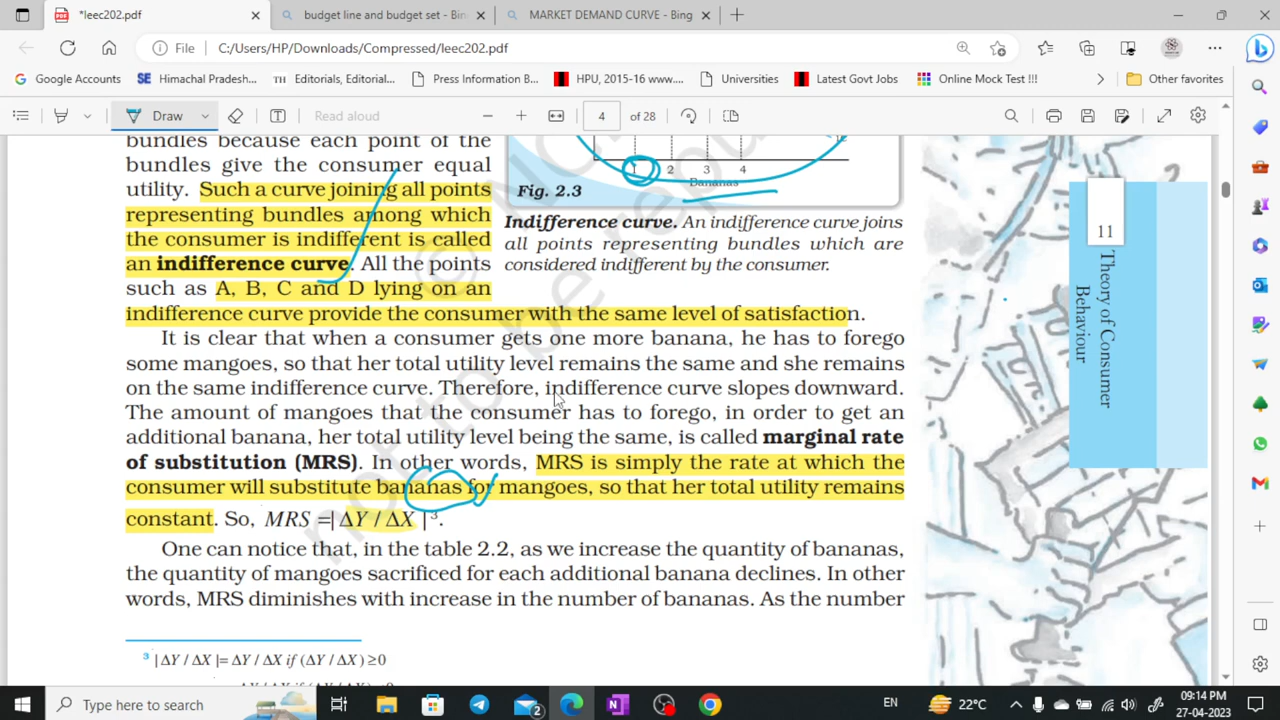 *leec202.pdf
budget line and budget set - Bin
MARKET DEMAND CURVE - Bing
File
C:/Users/HP/Downloads/Compressed/leec202.pdf
Google Accounts
SE Himachal Pradesh...
TH Editorials, Editorial...
Press Information B...
HPU, 2015-16 www....
Universities
Latest Govt Jobs
Online Mock Test !!!
Other favorites
Draw
Read aloud
4 of 28
bundles because each point of the
bundles give the consumer equal
utility. Such a curve joining all points
representing bundles among which
the consumer is indifferent is called
an indifference curve. All the points
such as A, B, C and D lying on an
indifference curve provide the consumer with the same level of satisfaction.
1 2 3 4
Bananas
Fig. 2.3
Indifference curve. An indifference curve joins
all points representing bundles which are
considered indifferent by the consumer.
It is clear that when a consumer gets one more banana, he has to forego
some mangoes, so that her total utility level remains the same and she remains
on the same indifference curve. Therefore, indifference curve slopes downward.
The amount of mangoes that the consumer has to forego, in order to get an
additional banana, her total utility level being the same, is called marginal rate
of substitution (MRS). In other words, MRS is simply the rate at which the
consumer will substitute bananas for mangoes, so that her total utility remains
constant. So, MRS =| ΔY / ΔX |³.
One can notice that, in the table 2.2, as we increase the quantity of bananas,
the quantity of mangoes sacrificed for each additional banana declines. In other
words, MRS diminishes with increase in the number of bananas. As the number
³ | ΔY / ΔX |= ΔY / ΔX if (ΔY / ΔX) ≥0
11
Theory of Consumer
Behaviour
Type here to search
2
EN
22°C
09:14 PM
27-04-2023